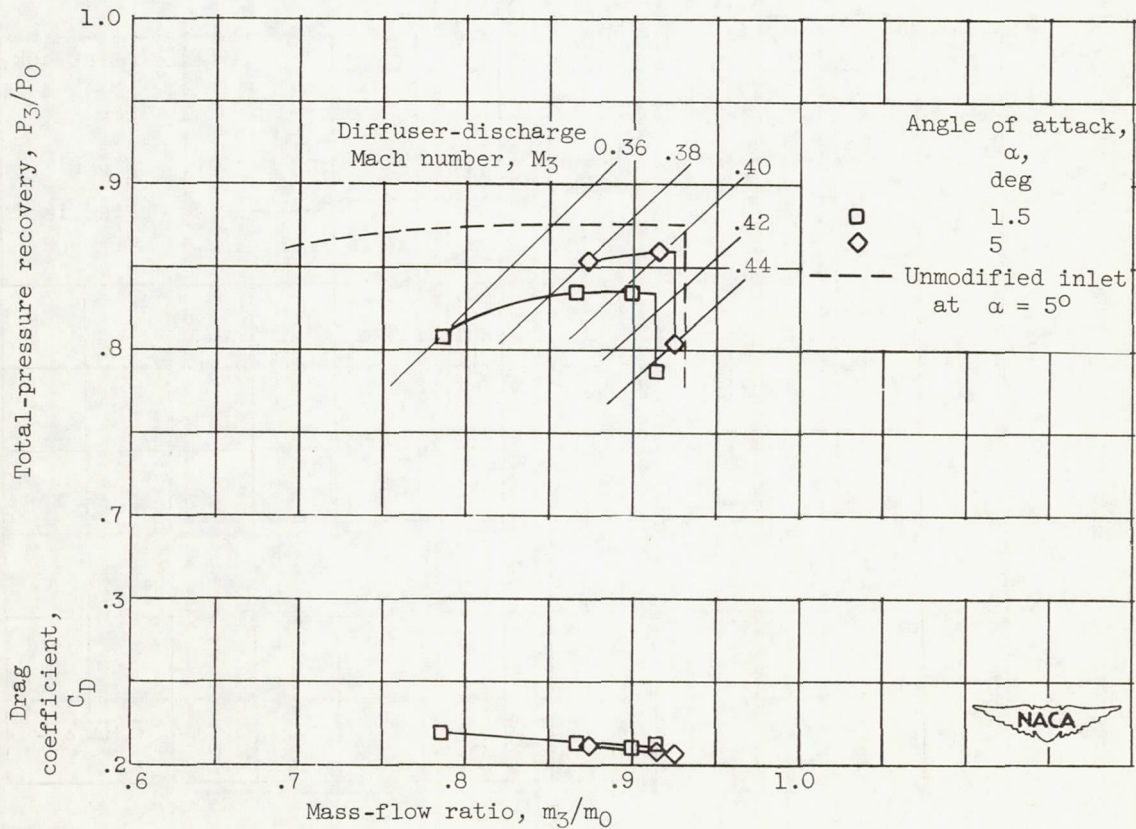 1.0
.9
.8
.7
Total-pressure recovery, P3/P0
Diffuser-discharge
Mach number, M3
0.36
.38
.40
.42
.44
Angle of attack,
α,
deg
1.5
5
Unmodified inlet
at α = 5°
.3
.2
Drag
coefficient,
CD
NACA
.6
.7
.8
.9
1.0
Mass-flow ratio, m3/m0